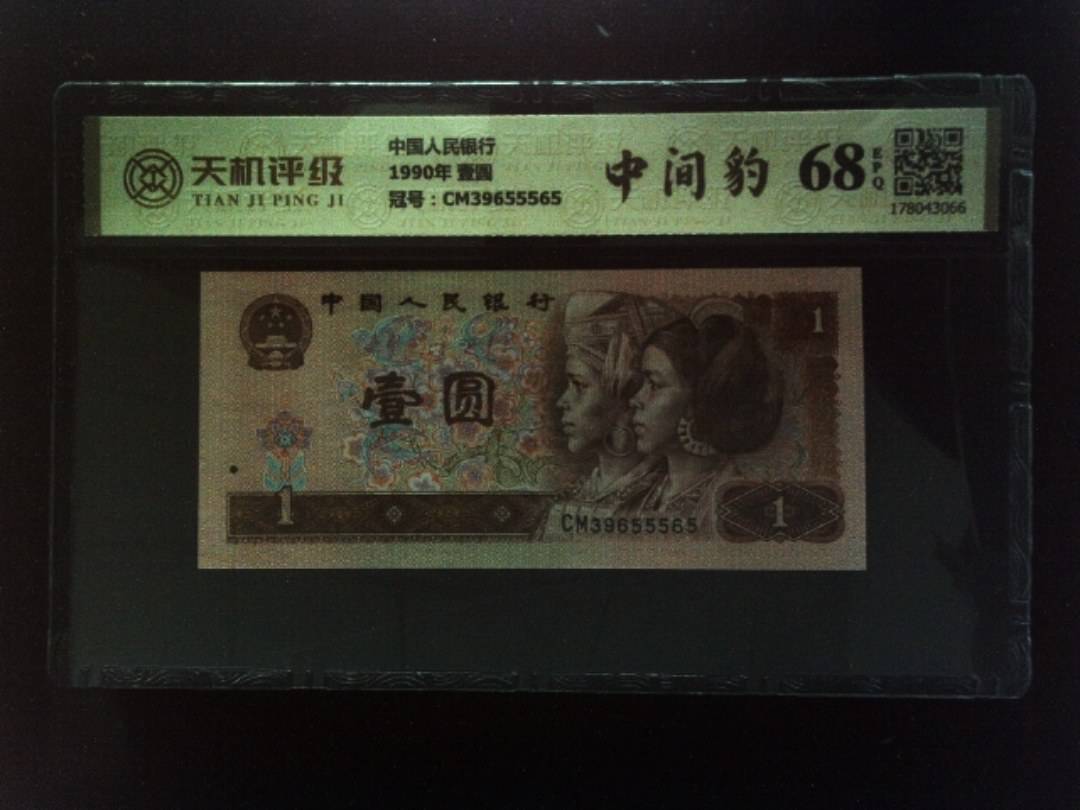 天机评级
TIAN JI PING JI
中国人民银行
1990年 壹圆
冠号：CM39655565
中间豹
68
EPQ
178043066
中国人民银行
1
壹圆
1
CM39655565
1